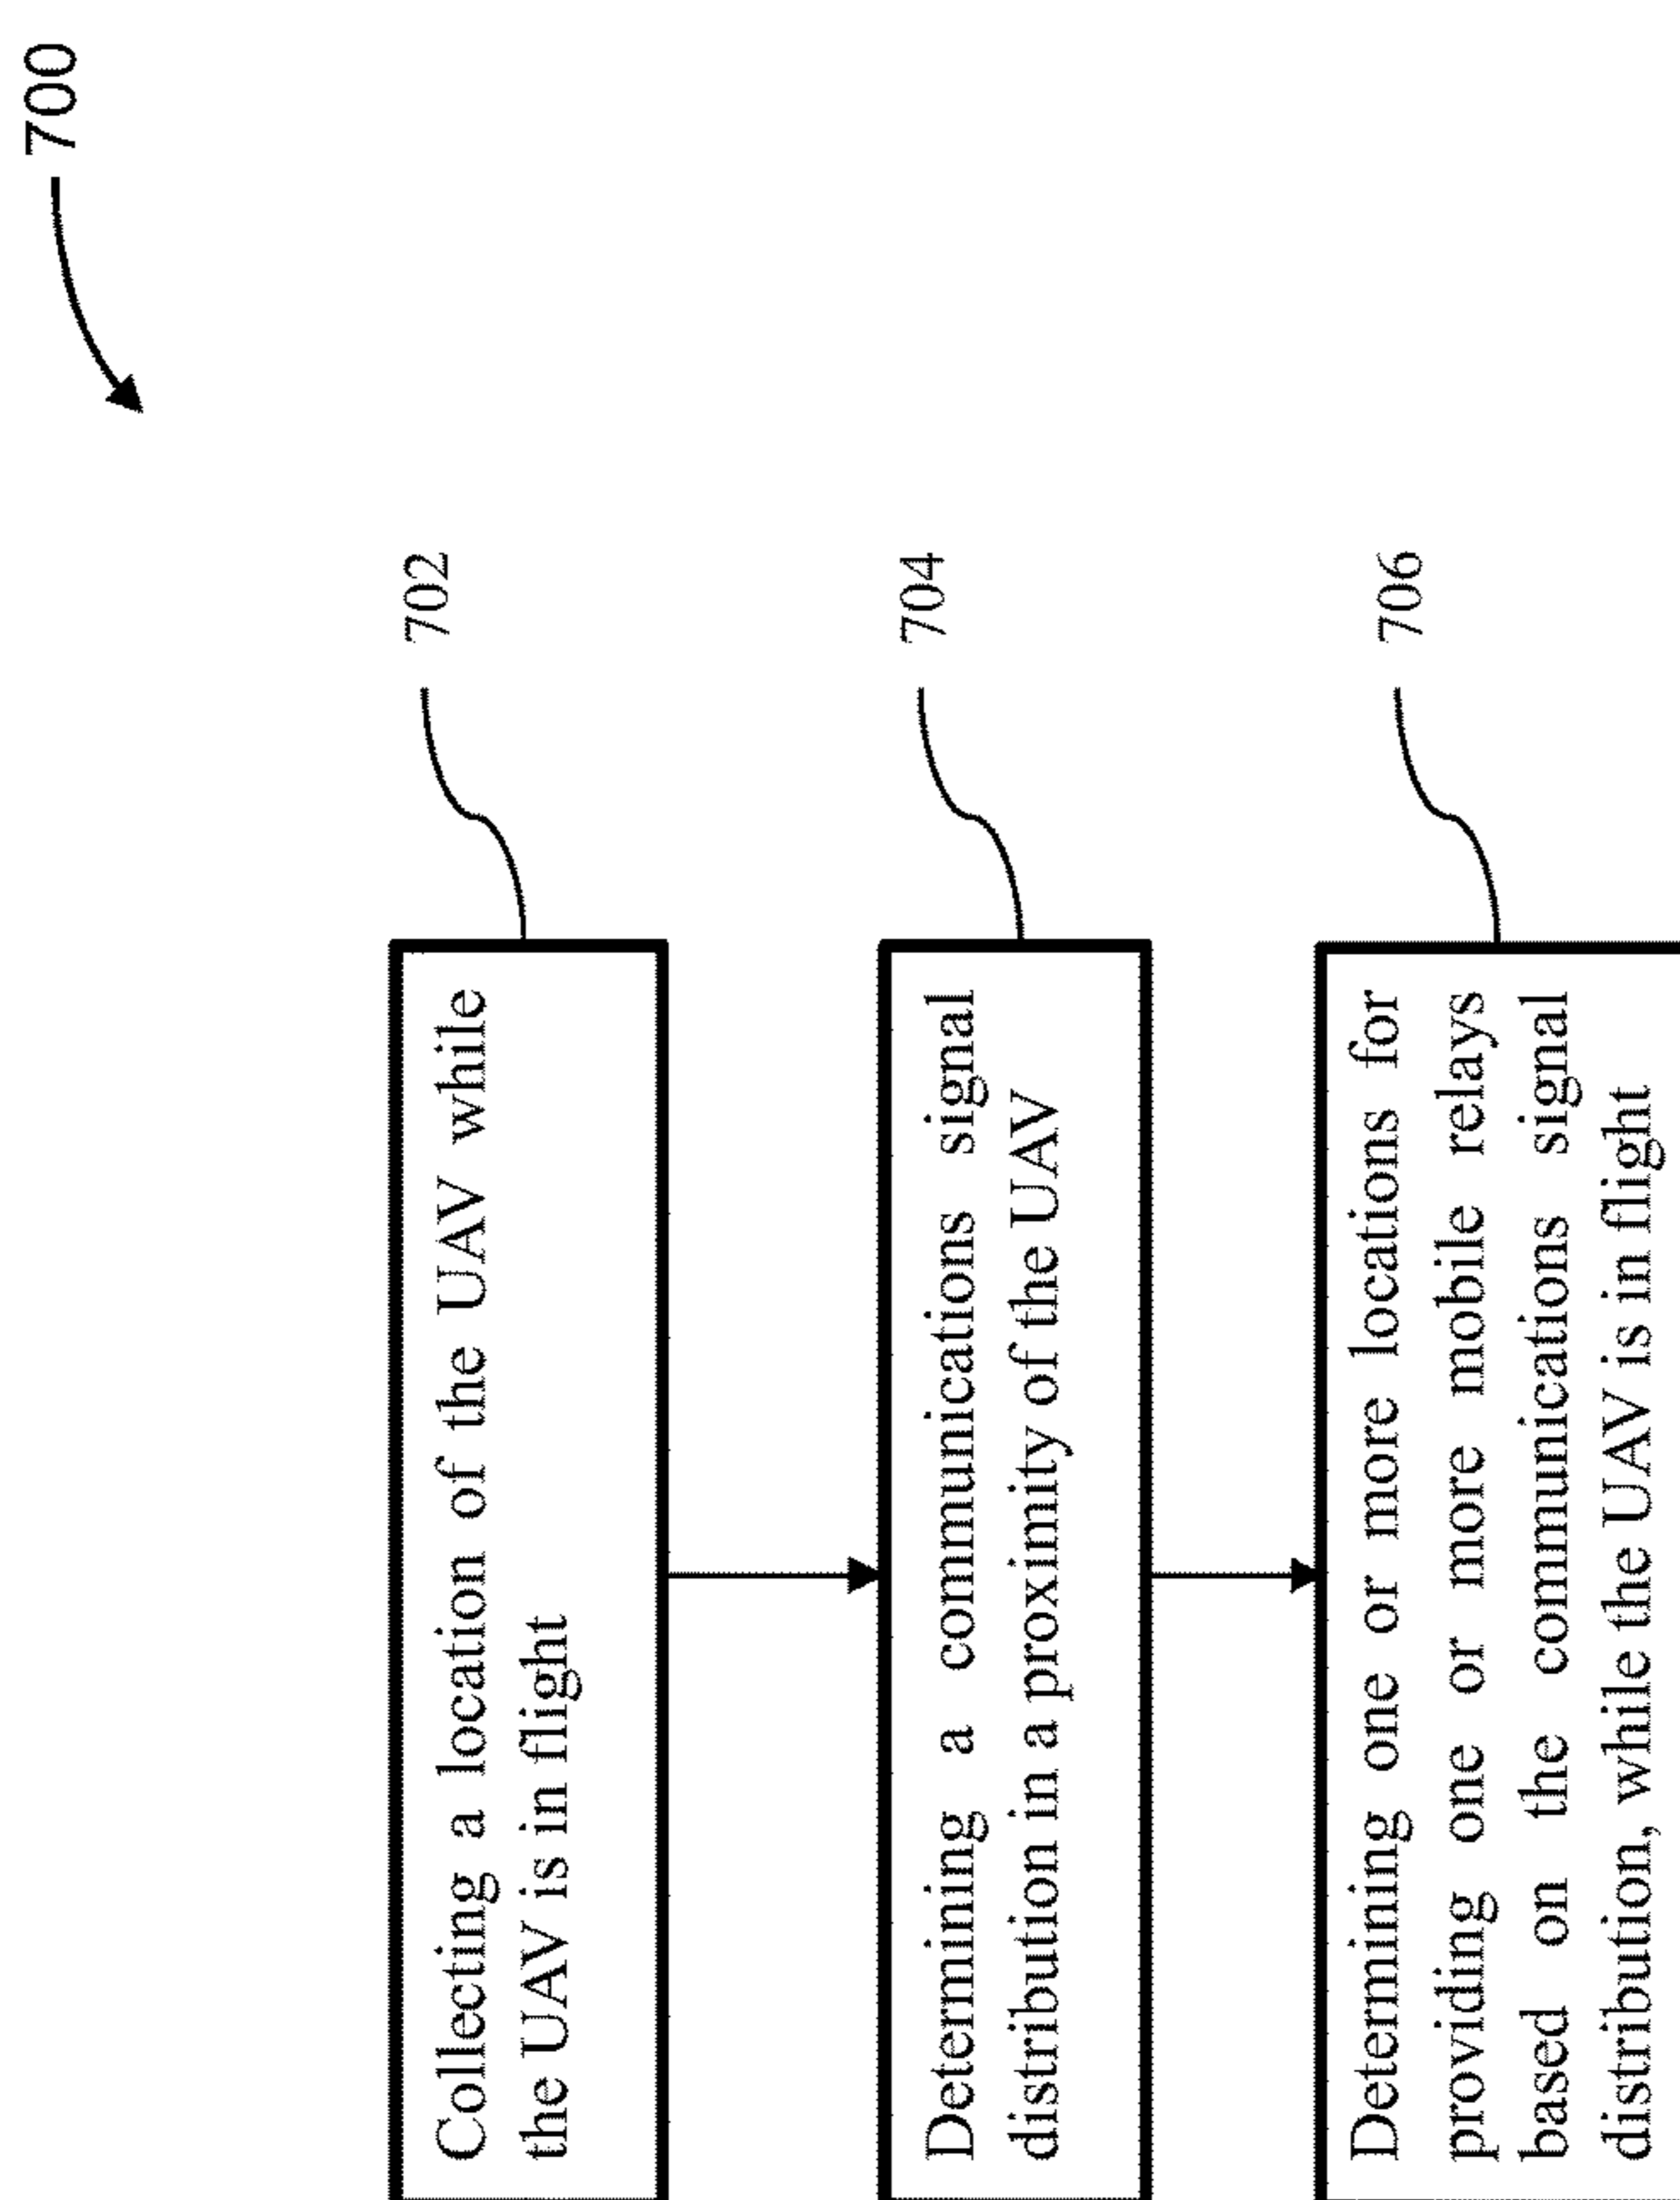 700
Collecting a location of the UAV while
the UAV is in flight
702
Determining a communications signal
distribution in a proximity of the UAV
704
Determining one or more locations for
providing one or more mobile relays
based on the communications signal
distribution, while the UAV is in flight
706